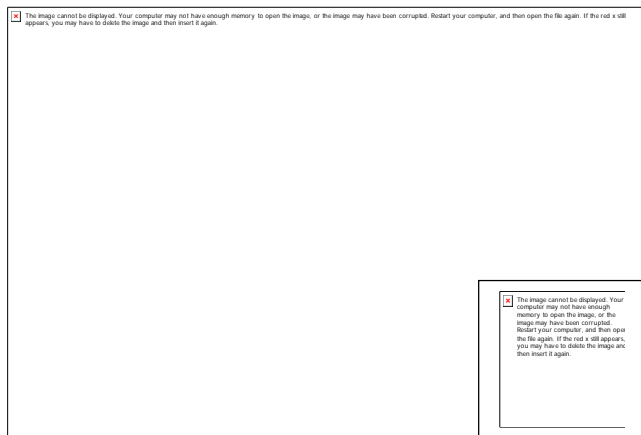 The image cannot be displayed. Your computer may not have enough memory to open the image, or the image may have been corrupted. Restart your computer, and then open the file again. If the red x still
appears, you may have to delete the image and then insert it again.
The image cannot be displayed. Your
computer may not have enough
memory to open the image, or the
image may have been corrupted.
Restart your computer, and then open
the file again. If the red x still appears,
you may have to delete the image and
then insert it again.